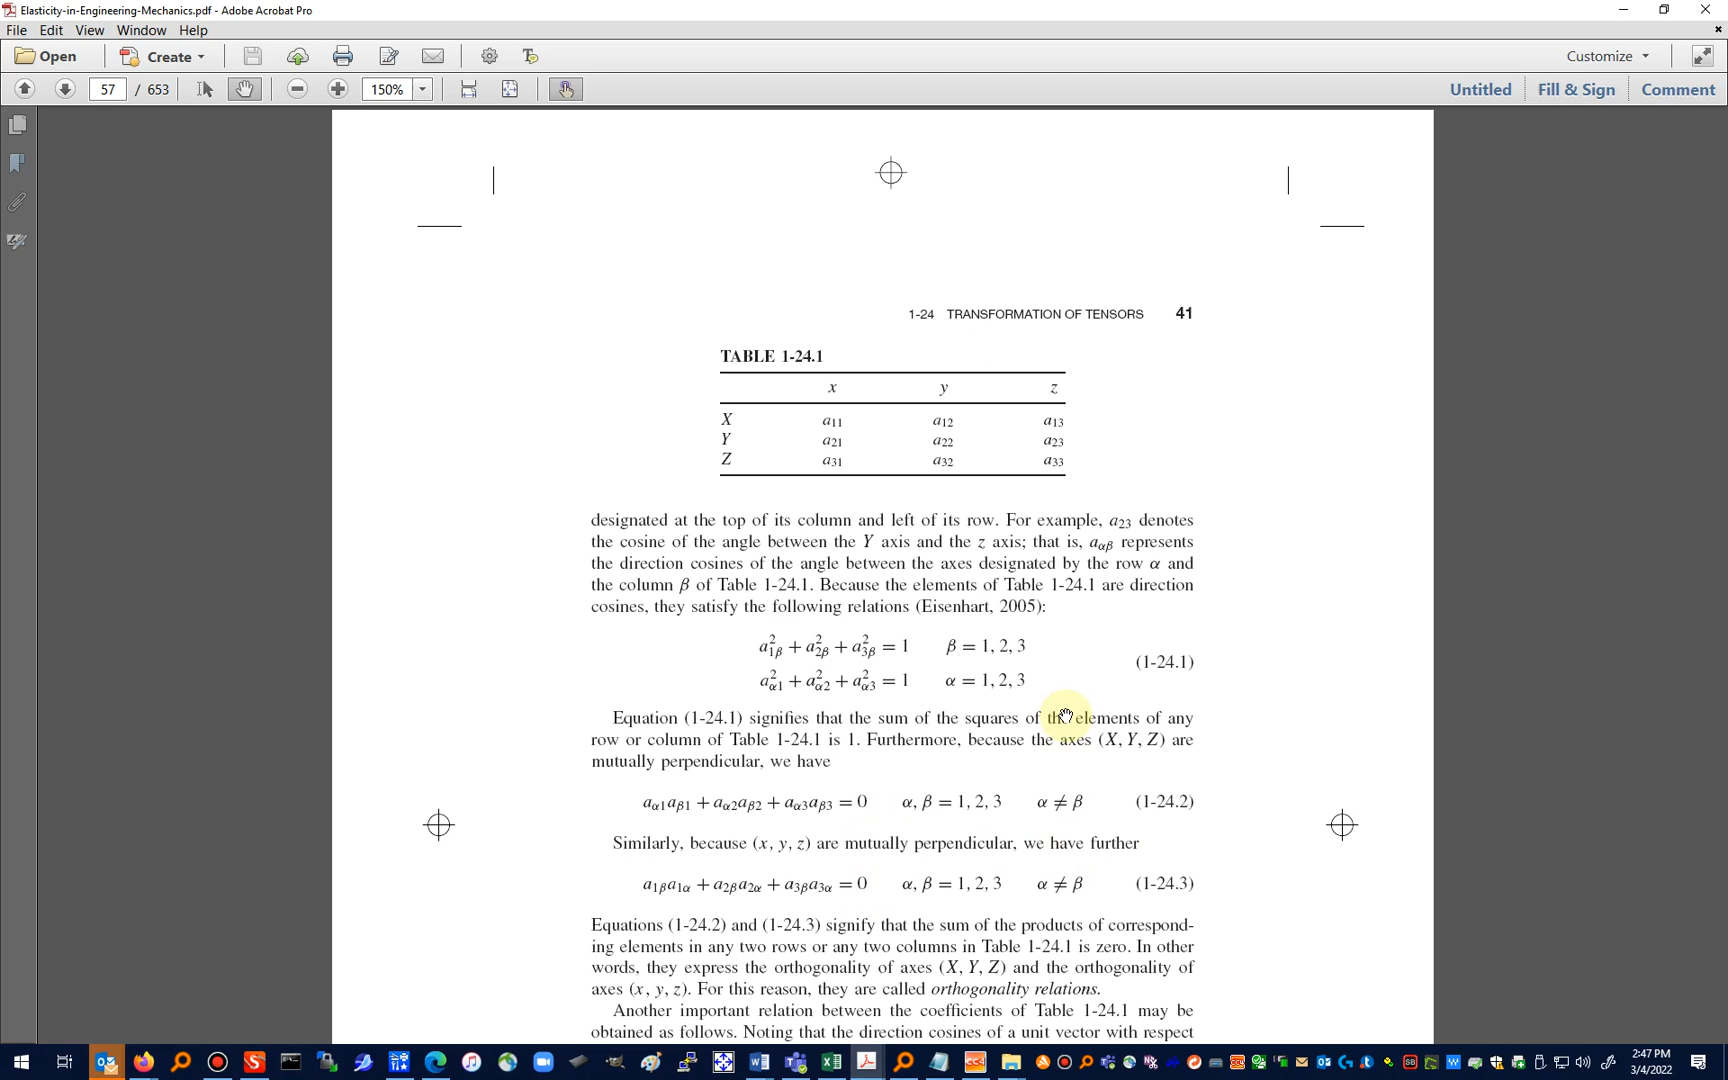 Elasticity-in-Engineering-Mechanics.pdf - Adobe Acrobat Pro
File Edit View Window Help
Open Create Customize
57 / 653 150% Untitled Fill & Sign Comment
1-24 TRANSFORMATION OF TENSORS 41
TABLE 1-24.1
x y z
X a11 a12 a13
Y a21 a22 a23
Z a31 a32 a33
designated at the top of its column and left of its row. For example, a23 denotes
the cosine of the angle between the Y axis and the z axis; that is, aαβ represents
the direction cosines of the angle between the axes designated by the row α and
the column β of Table 1-24.1. Because the elements of Table 1-24.1 are direction
cosines, they satisfy the following relations (Eisenhart, 2005):
a²1β + a²2β + a²3β = 1 β = 1, 2, 3
(1-24.1)
a²α1 + a²α2 + a²α3 = 1 α = 1, 2, 3
Equation (1-24.1) signifies that the sum of the squares of the elements of any
row or column of Table 1-24.1 is 1. Furthermore, because the axes (X, Y, Z) are
mutually perpendicular, we have
aα1aβ1 + aα2aβ2 + aα3aβ3 = 0 α, β = 1, 2, 3 α ≠ β (1-24.2)
Similarly, because (x, y, z) are mutually perpendicular, we have further
a1βa1α + a2βa2α + a3βa3α = 0 α, β = 1, 2, 3 α ≠ β (1-24.3)
Equations (1-24.2) and (1-24.3) signify that the sum of the products of correspond-
ing elements in any two rows or any two columns in Table 1-24.1 is zero. In other
words, they express the orthogonality of axes (X, Y, Z) and the orthogonality of
axes (x, y, z). For this reason, they are called orthogonality relations.
Another important relation between the coefficients of Table 1-24.1 may be
obtained as follows. Noting that the direction cosines of a unit vector with respect
2:47 PM
3/4/2022